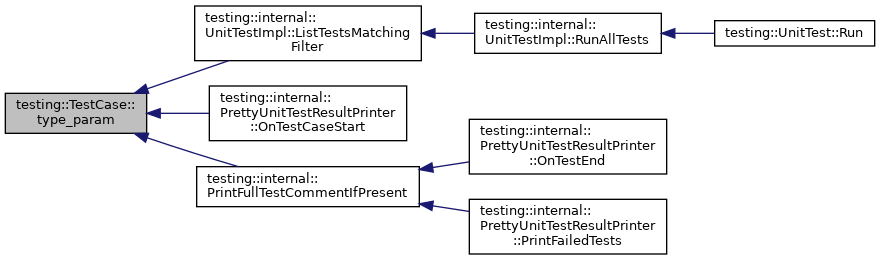 testing::TestCase::
type_param
testing::internal::
UnitTestImpl::ListTestsMatching
Filter
testing::internal::
UnitTestImpl::RunAllTests
testing::UnitTest::Run
testing::internal::
PrettyUnitTestResultPrinter
::OnTestCaseStart
testing::internal::
PrintFullTestCommentIfPresent
testing::internal::
PrettyUnitTestResultPrinter
::OnTestEnd
testing::internal::
PrettyUnitTestResultPrinter
::PrintFailedTests